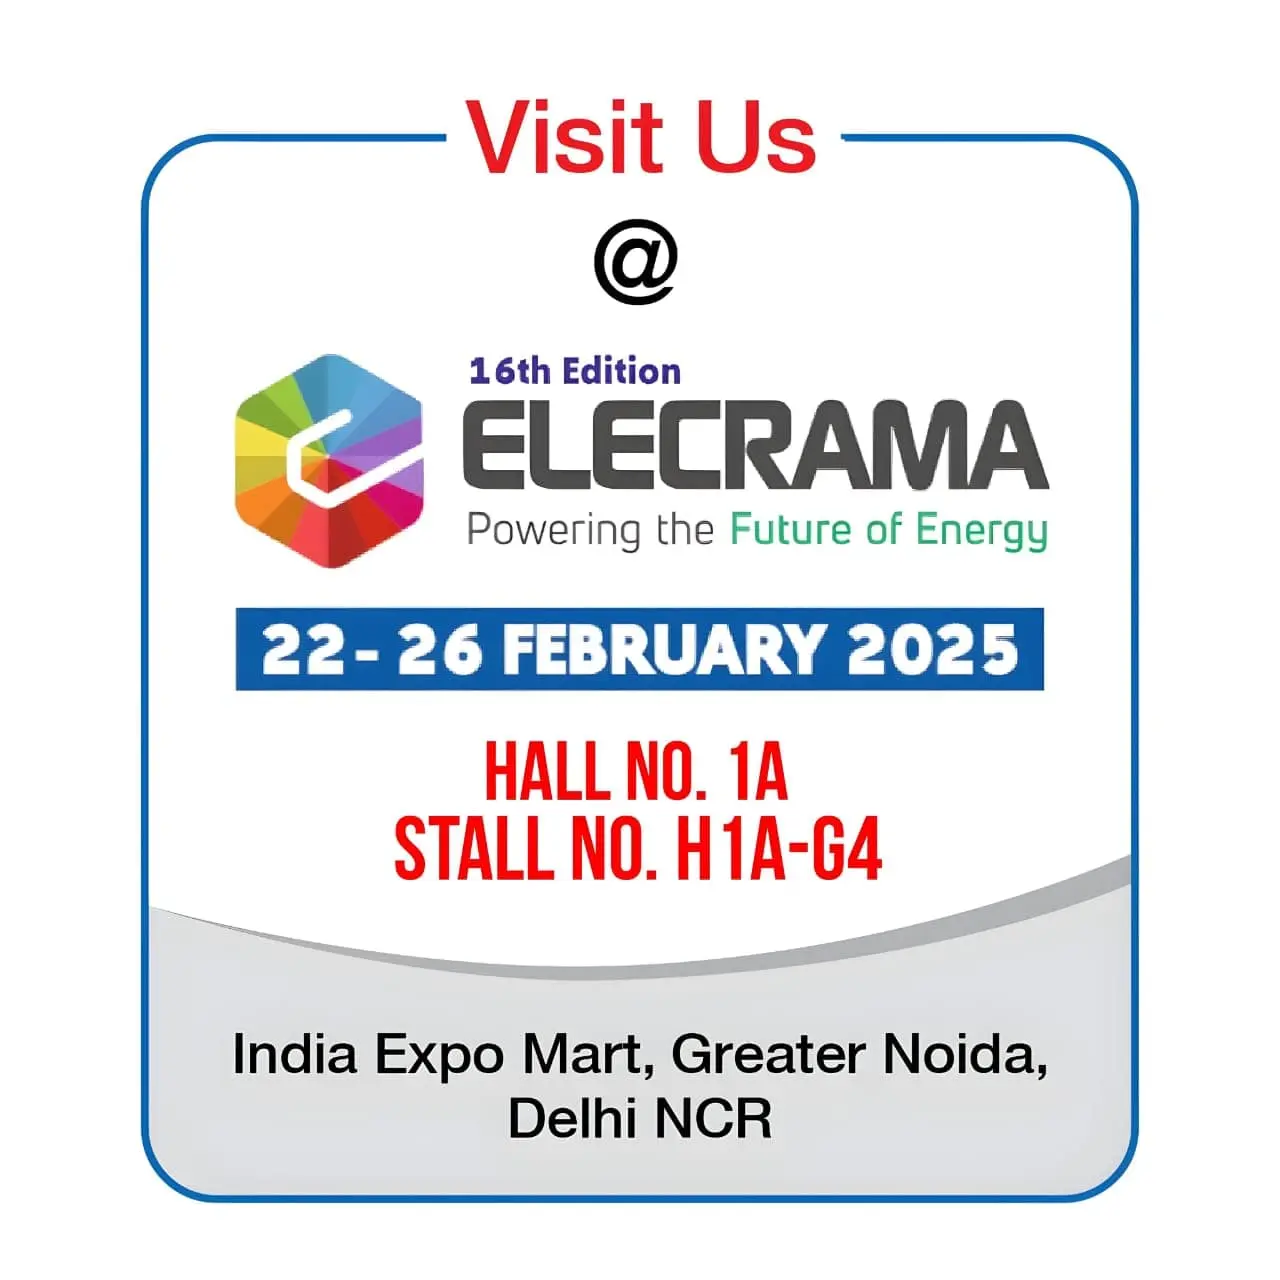 Visit Us
@
16th Edition
ELECRAMA
Powering the Future of Energy
22- 26 FEBRUARY 2025
HALL NO. 1A
STALL NO. H1A-G4
India Expo Mart, Greater Noida,
Delhi NCR